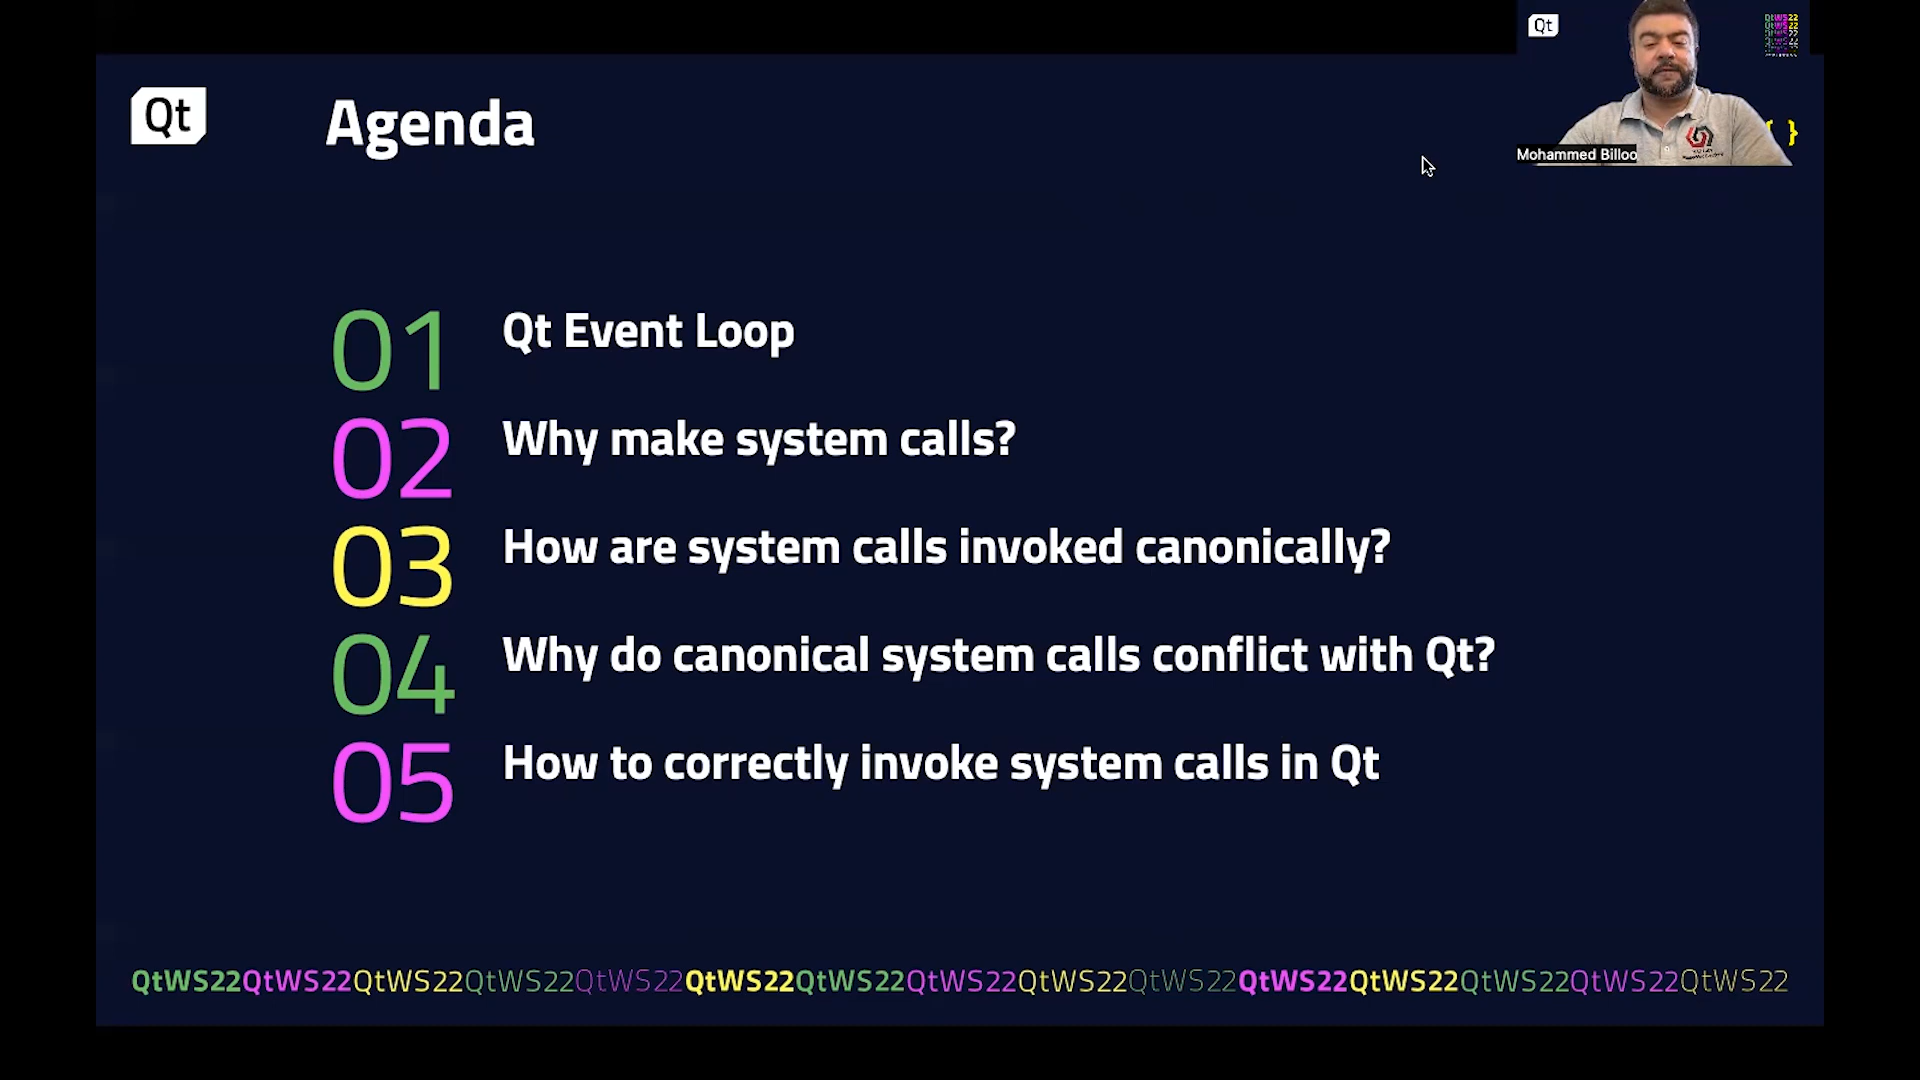 Qt
Agenda
Qt
Mohammed Billoo
{ }
01 Qt Event Loop
02 Why make system calls?
03 How are system calls invoked canonically?
04 Why do canonical system calls conflict with Qt?
05 How to correctly invoke system calls in Qt
QtWS22QtWS22QtWS22QtWS22QtWS22QtWS22QtWS22QtWS22QtWS22QtWS22QtWS22QtWS22QtWS22QtWS22QtWS22